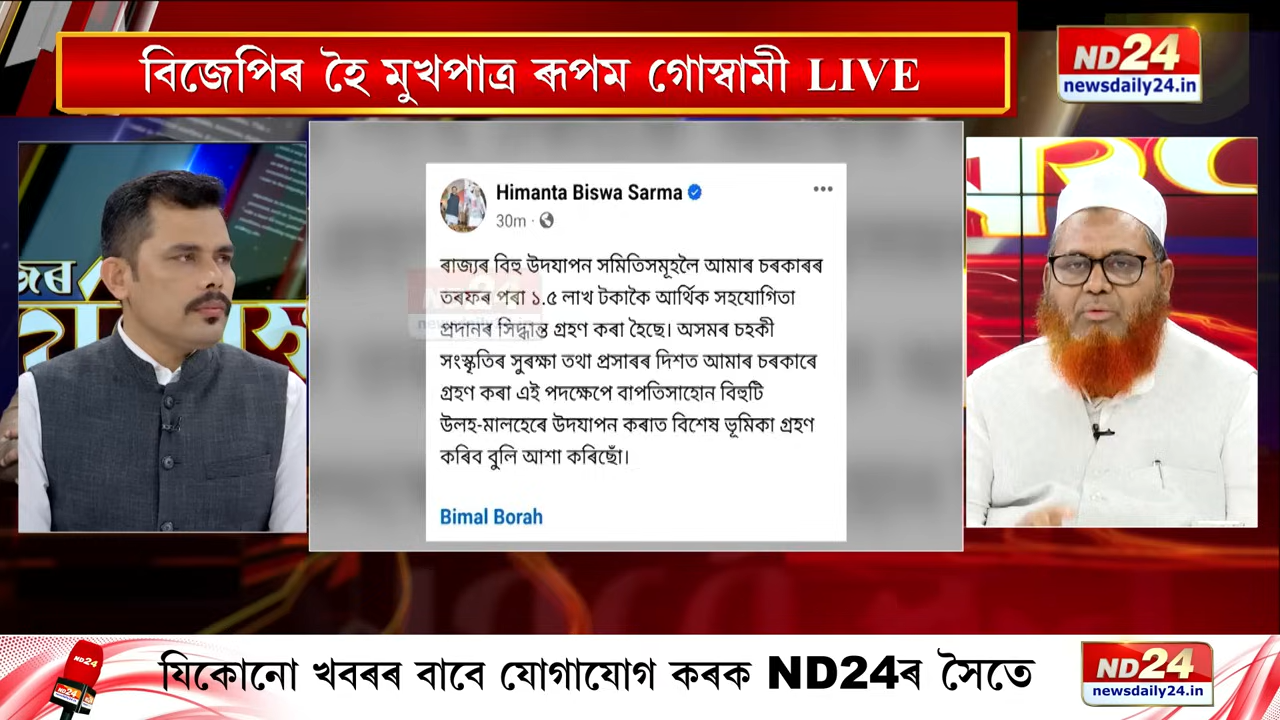 বিজেপিৰ হৈ মুখপাত্ৰ ৰূপম গোস্বামী LIVE
ND24
newsdaily24.in
Himanta Biswa Sarma
30m
ৰাজ্যৰ বিহু উদযাপন সমিতিসমূহলৈ আমাৰ চৰকাৰৰ
তৰফৰ পৰা ১.৫ লাখ টকাকৈ আৰ্থিক সহযোগিতা
প্ৰদানৰ সিদ্ধান্ত গ্ৰহণ কৰা হৈছে। অসমৰ চহকী
সংস্কৃতিৰ সুৰক্ষা তথা প্ৰসাৰৰ দিশত আমাৰ চৰকাৰে
গ্ৰহণ কৰা এই পদক্ষেপে বাপতিসাহোন বিহুটি
উলহ-মালহেৰে উদযাপন কৰাত বিশেষ ভূমিকা গ্ৰহণ
কৰিব বুলি আশা কৰিছোঁ।
Bimal Borah
ND24
যিকোনো খবৰৰ বাবে যোগাযোগ কৰক ND24ৰ সৈতে
ND24
newsdaily24.in